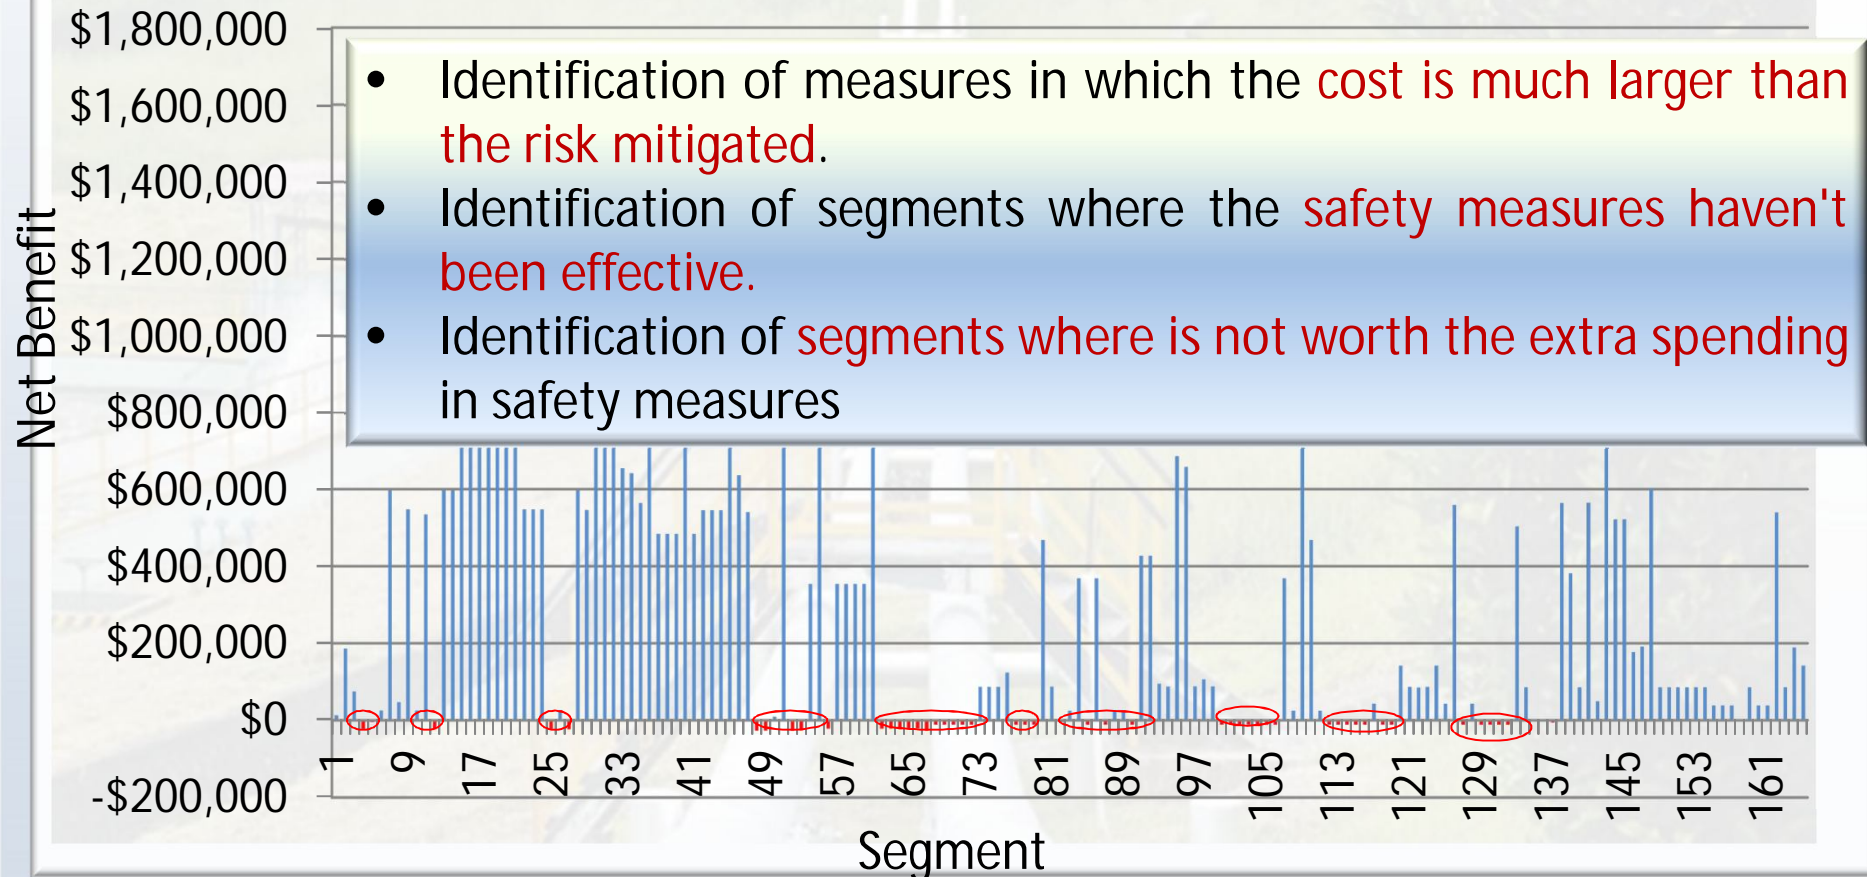 $1,800,000
$1,600,000
$1,400,000
$1,200,000
$1,000,000
$800,000
$600,000
$400,000
$200,000
$0
-$200,000
Net Benefit
• Identification of measures in which the cost is much larger than
the risk mitigated.
• Identification of segments where the safety measures haven't
been effective.
• Identification of segments where is not worth the extra spending
in safety measures
1 9 17 25 33 41 49 57 65 73 81 89 97 105 113 121 129 137 145 153 161
Segment